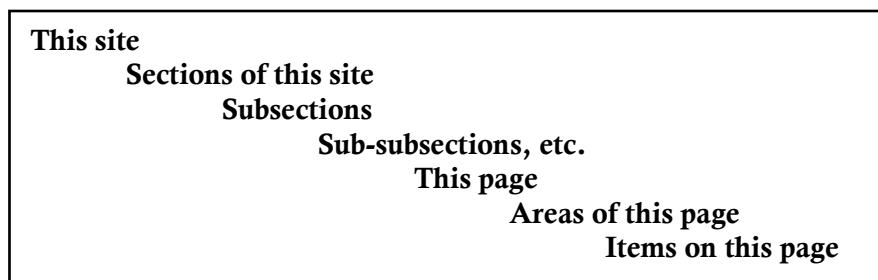 This site
Sections of this site
Subsections
Sub-subsections, etc.
This page
Areas of this page
Items on this page